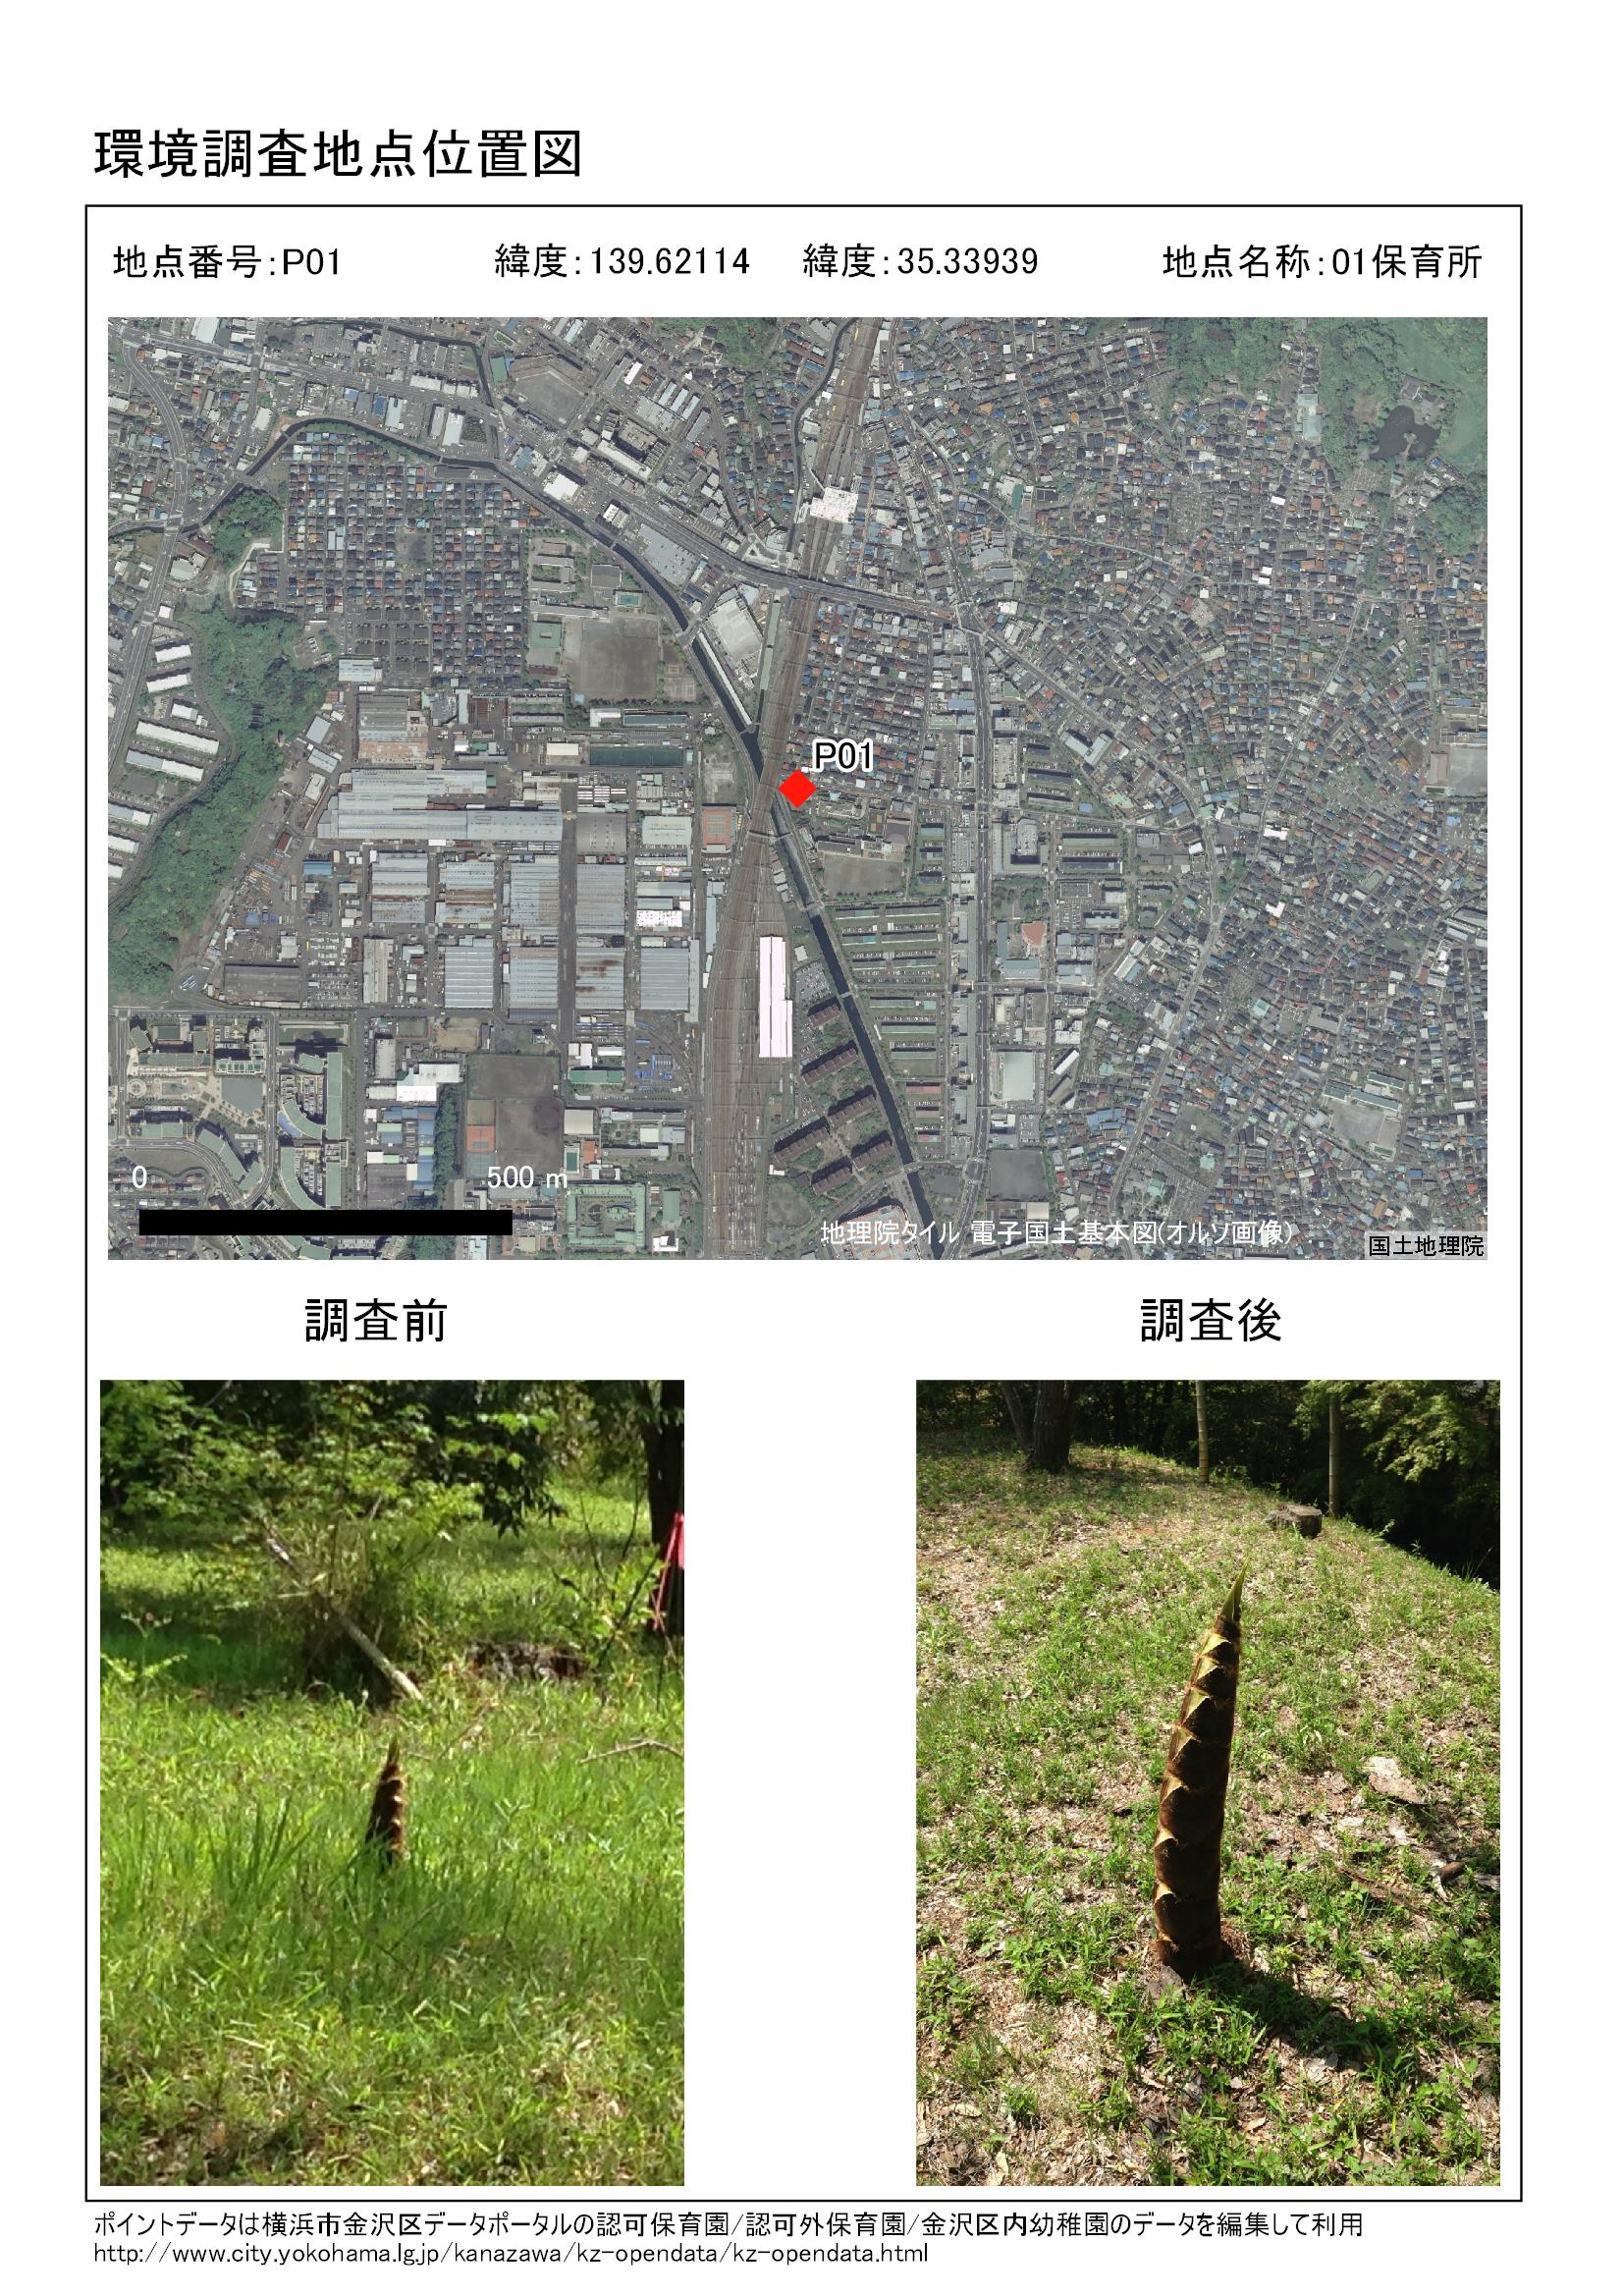 環境調査地点位置図
地点番号:P01 緯度:139.62114 緯度:35.33939 地点名称:01保育所
P01
0 500 m
地理院タイル 電子国土基本図(オルソ画像)
国土地理院
調査前 調査後
ポイントデータは横浜市金沢区データポータルの認可保育園/認可外保育園/金沢区内幼稚園のデータを編集して利用
http://www.city.yokohama.lg.jp/kanazawa/kz-opendata/kz-opendata.html